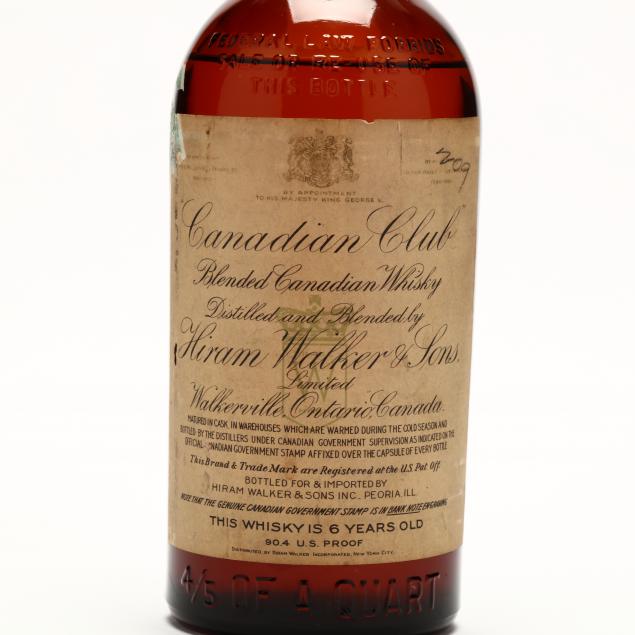 FEDERAL LAW FORBIDS
SALE OR RE-USE OF
THIS BOTTLE
209
BY APPOINTMENT
TO HIS MAJESTY KING GEORGE V.
"Canadian Club"
Blended Canadian Whisky
Distilled and Blended by
Hiram Walker & Sons.
Limited
Walkerville, Ontario, Canada.
MATURED IN CASK, IN WAREHOUSES WHICH ARE WARMED DURING THE COLD SEASON AND
BOTTLED BY THE DISTILLERS UNDER CANADIAN GOVERNMENT SUPERVISION AS INDICATED ON THE
OFFICIAL NADIAN GOVERNMENT STAMP AFFIXED OVER THE CAPSULE OF EVERY BOTTLE
This Brand & Trade Mark are Registered at the U.S. Pat. Off.
BOTTLED FOR & IMPORTED BY
HIRAM WALKER & SONS INC., PEORIA ILL.
NOTE THAT THE GENUINE CANADIAN GOVERNMENT STAMP IS IN BANK NOTE ENGRAVING
THIS WHISKY IS 6 YEARS OLD
90.4 U.S. PROOF
DISTRIBUTED BY HIRAM WALKER INCORPORATED, NEW YORK CITY.
4/5 OF A QUART